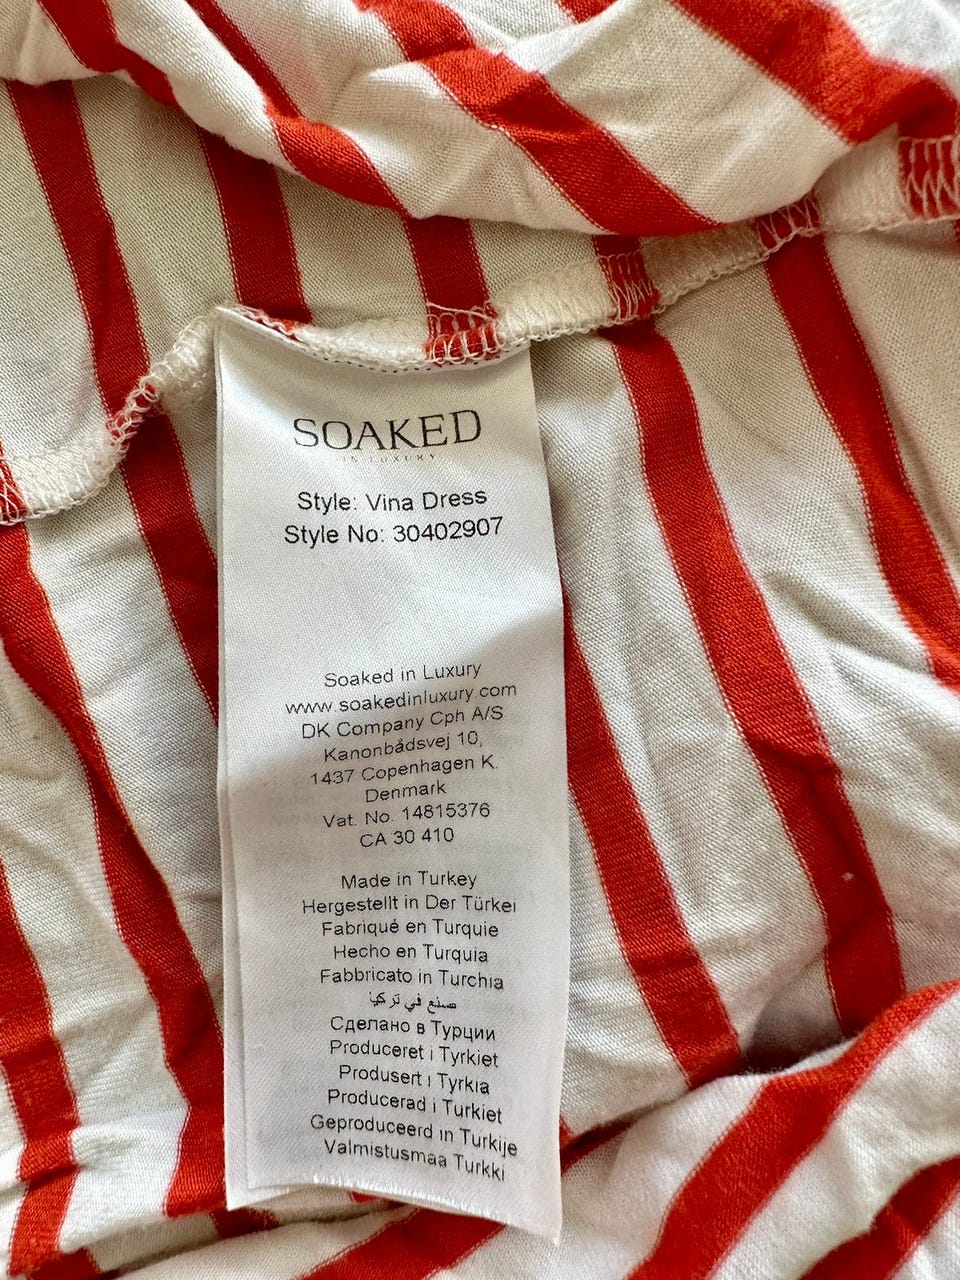 SOAKED
IN LUXURY
Style: Vina Dress
Style No: 30402907
Soaked in Luxury
www.soakedinluxury.com
DK Company Cph A/S
Kanonbådsvej 10,
1437 Copenhagen K.
Denmark
Vat. No. 14815376
CA 30 410
Made in Turkey
Hergestellt in Der Türkei
Fabriqué en Turquie
Hecho en Turquia
Fabbricato in Turchia
صنع في تركيا
Сделано в Турции
Produceret i Tyrkiet
Produsert i Tyrkia
Producerad i Turkiet
Geproduceerd in Turkije
Valmistusmaa Turkki